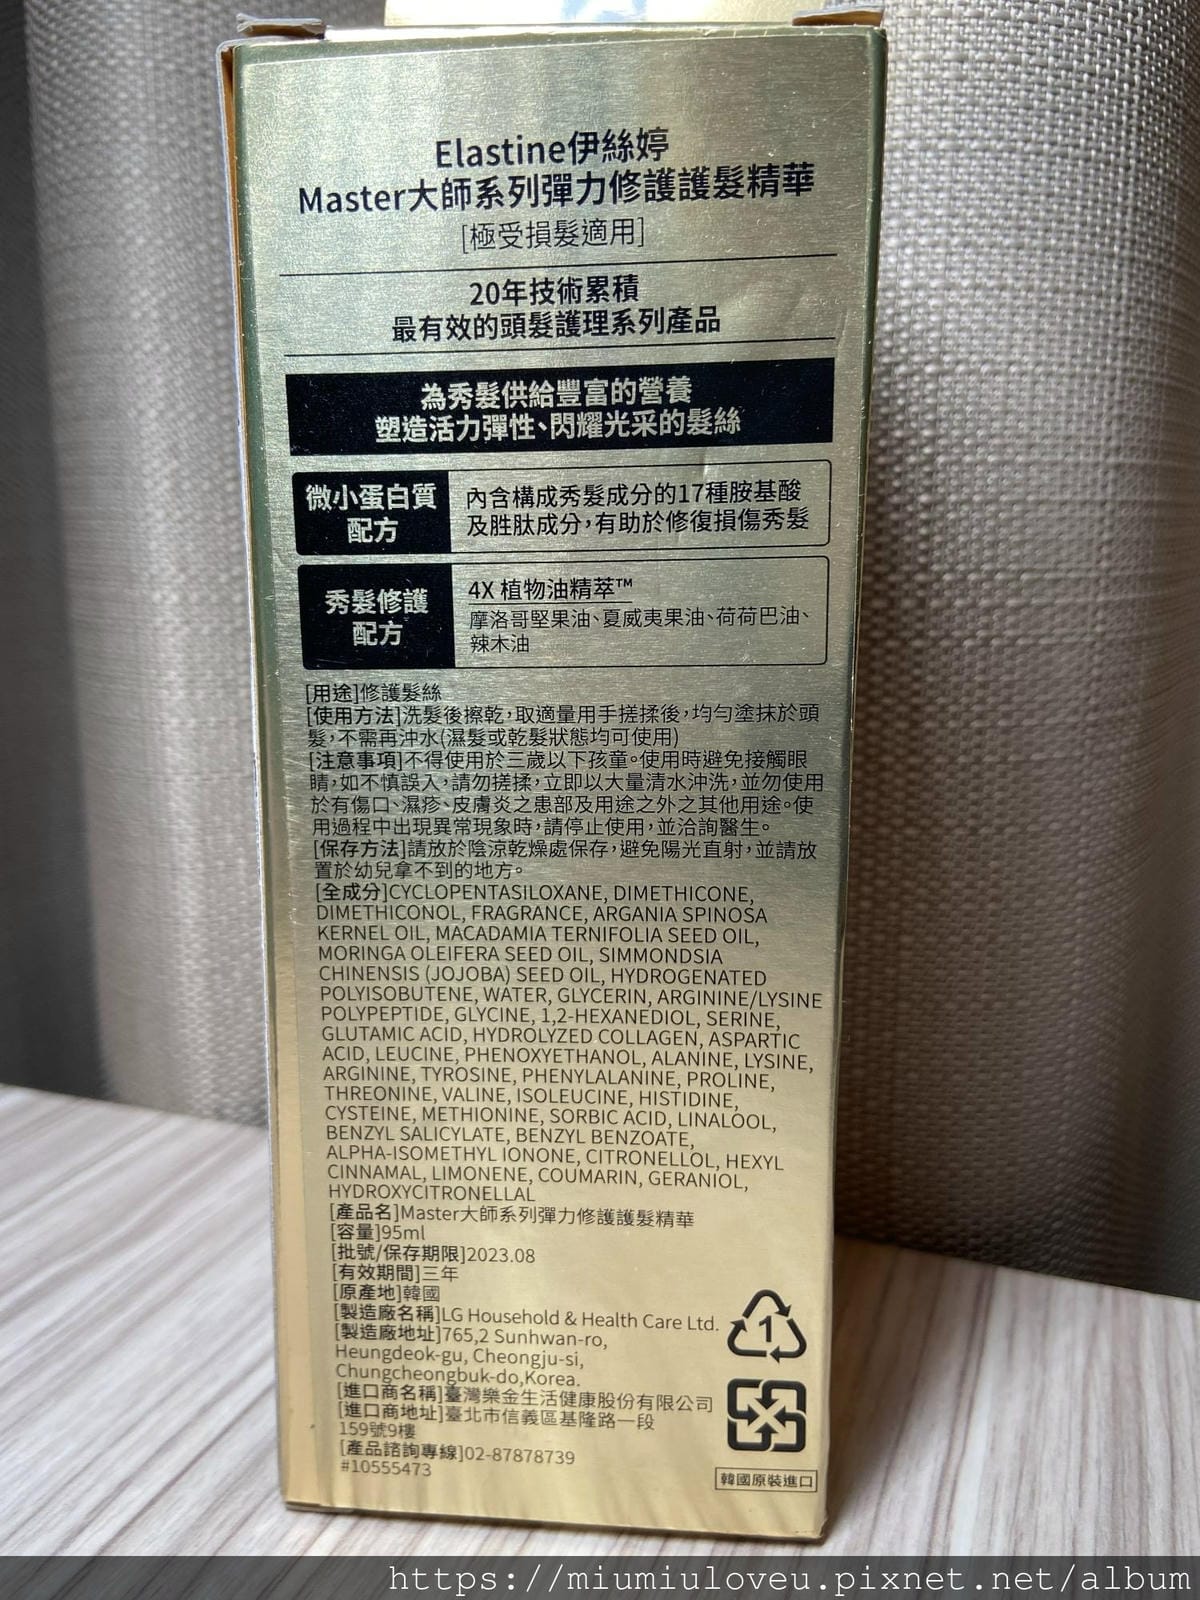 Elastine伊絲婷
Master大師系列彈力修護護髮精華
[極受損髮適用]
20年技術累積
最有效的頭髮護理系列產品
為秀髮供給豐富的營養
塑造活力彈性、閃耀光采的髮絲
微小蛋白質
配方
內含構成秀髮成分的17種胺基酸
及胜肽成分，有助於修復損傷秀髮
秀髮修護
配方
4X 植物油精萃™
摩洛哥堅果油、夏威夷果油、荷荷巴油、
辣木油
[用途]修護髮絲
[使用方法]洗髮後擦乾，取適量用手搓揉後，均勻塗抹於頭
髮，不需再沖水(濕髮或乾髮狀態均可使用)
[注意事項]不得使用於三歲以下孩童。使用時避免接觸眼
睛，如不慎誤入，請勿搓揉，立即以大量清水沖洗，並勿使用
於有傷口、濕疹、皮膚炎之患部及用途之外之其他用途。使
用過程中出現異常現象時，請停止使用，並洽詢醫生。
[保存方法]請放於陰涼乾燥處保存，避免陽光直射，並請放
置於幼兒拿不到的地方。
[全成分]CYCLOPENTASILOXANE, DIMETHICONE,
DIMETHICONOL, FRAGRANCE, ARGANIA SPINOSA
KERNEL OIL, MACADAMIA TERNIFOLIA SEED OIL,
MORINGA OLEIFERA SEED OIL, SIMMONDSIA
CHINENSIS (JOJOBA) SEED OIL, HYDROGENATED
POLYISOBUTENE, WATER, GLYCERIN, ARGININE/LYSINE
POLYPEPTIDE, GLYCINE, 1,2-HEXANEDIOL, SERINE,
GLUTAMIC ACID, HYDROLYZED COLLAGEN, ASPARTIC
ACID, LEUCINE, PHENOXYETHANOL, ALANINE, LYSINE,
ARGININE, TYROSINE, PHENYLALANINE, PROLINE,
THREONINE, VALINE, ISOLEUCINE, HISTIDINE,
CYSTEINE, METHIONINE, SORBIC ACID, LINALOOL,
BENZYL SALICYLATE, BENZYL BENZOATE,
ALPHA-ISOMETHYL IONONE, CITRONELLOL, HEXYL
CINNAMAL, LIMONENE, COUMARIN, GERANIOL,
HYDROXYCITRONELLAL
[產品名]Master大師系列彈力修護護髮精華
[容量]95ml
[批號/保存期限]2023.08
[有效期間]三年
[原產地]韓國
[製造廠名稱]LG Household & Health Care Ltd.
[製造廠地址]765,2 Sunhwan-ro,
Heungdeok-gu, Cheongju-si,
Chungcheongbuk-do,Korea.
[進口商名稱]臺灣樂金生活健康股份有限公司
[進口商地址]臺北市信義區基隆路一段
159號9樓
[產品諮詢專線]02-87878739
#10555473
1
韓國原裝進口
https://miumiuloveu.pixnet.net/album